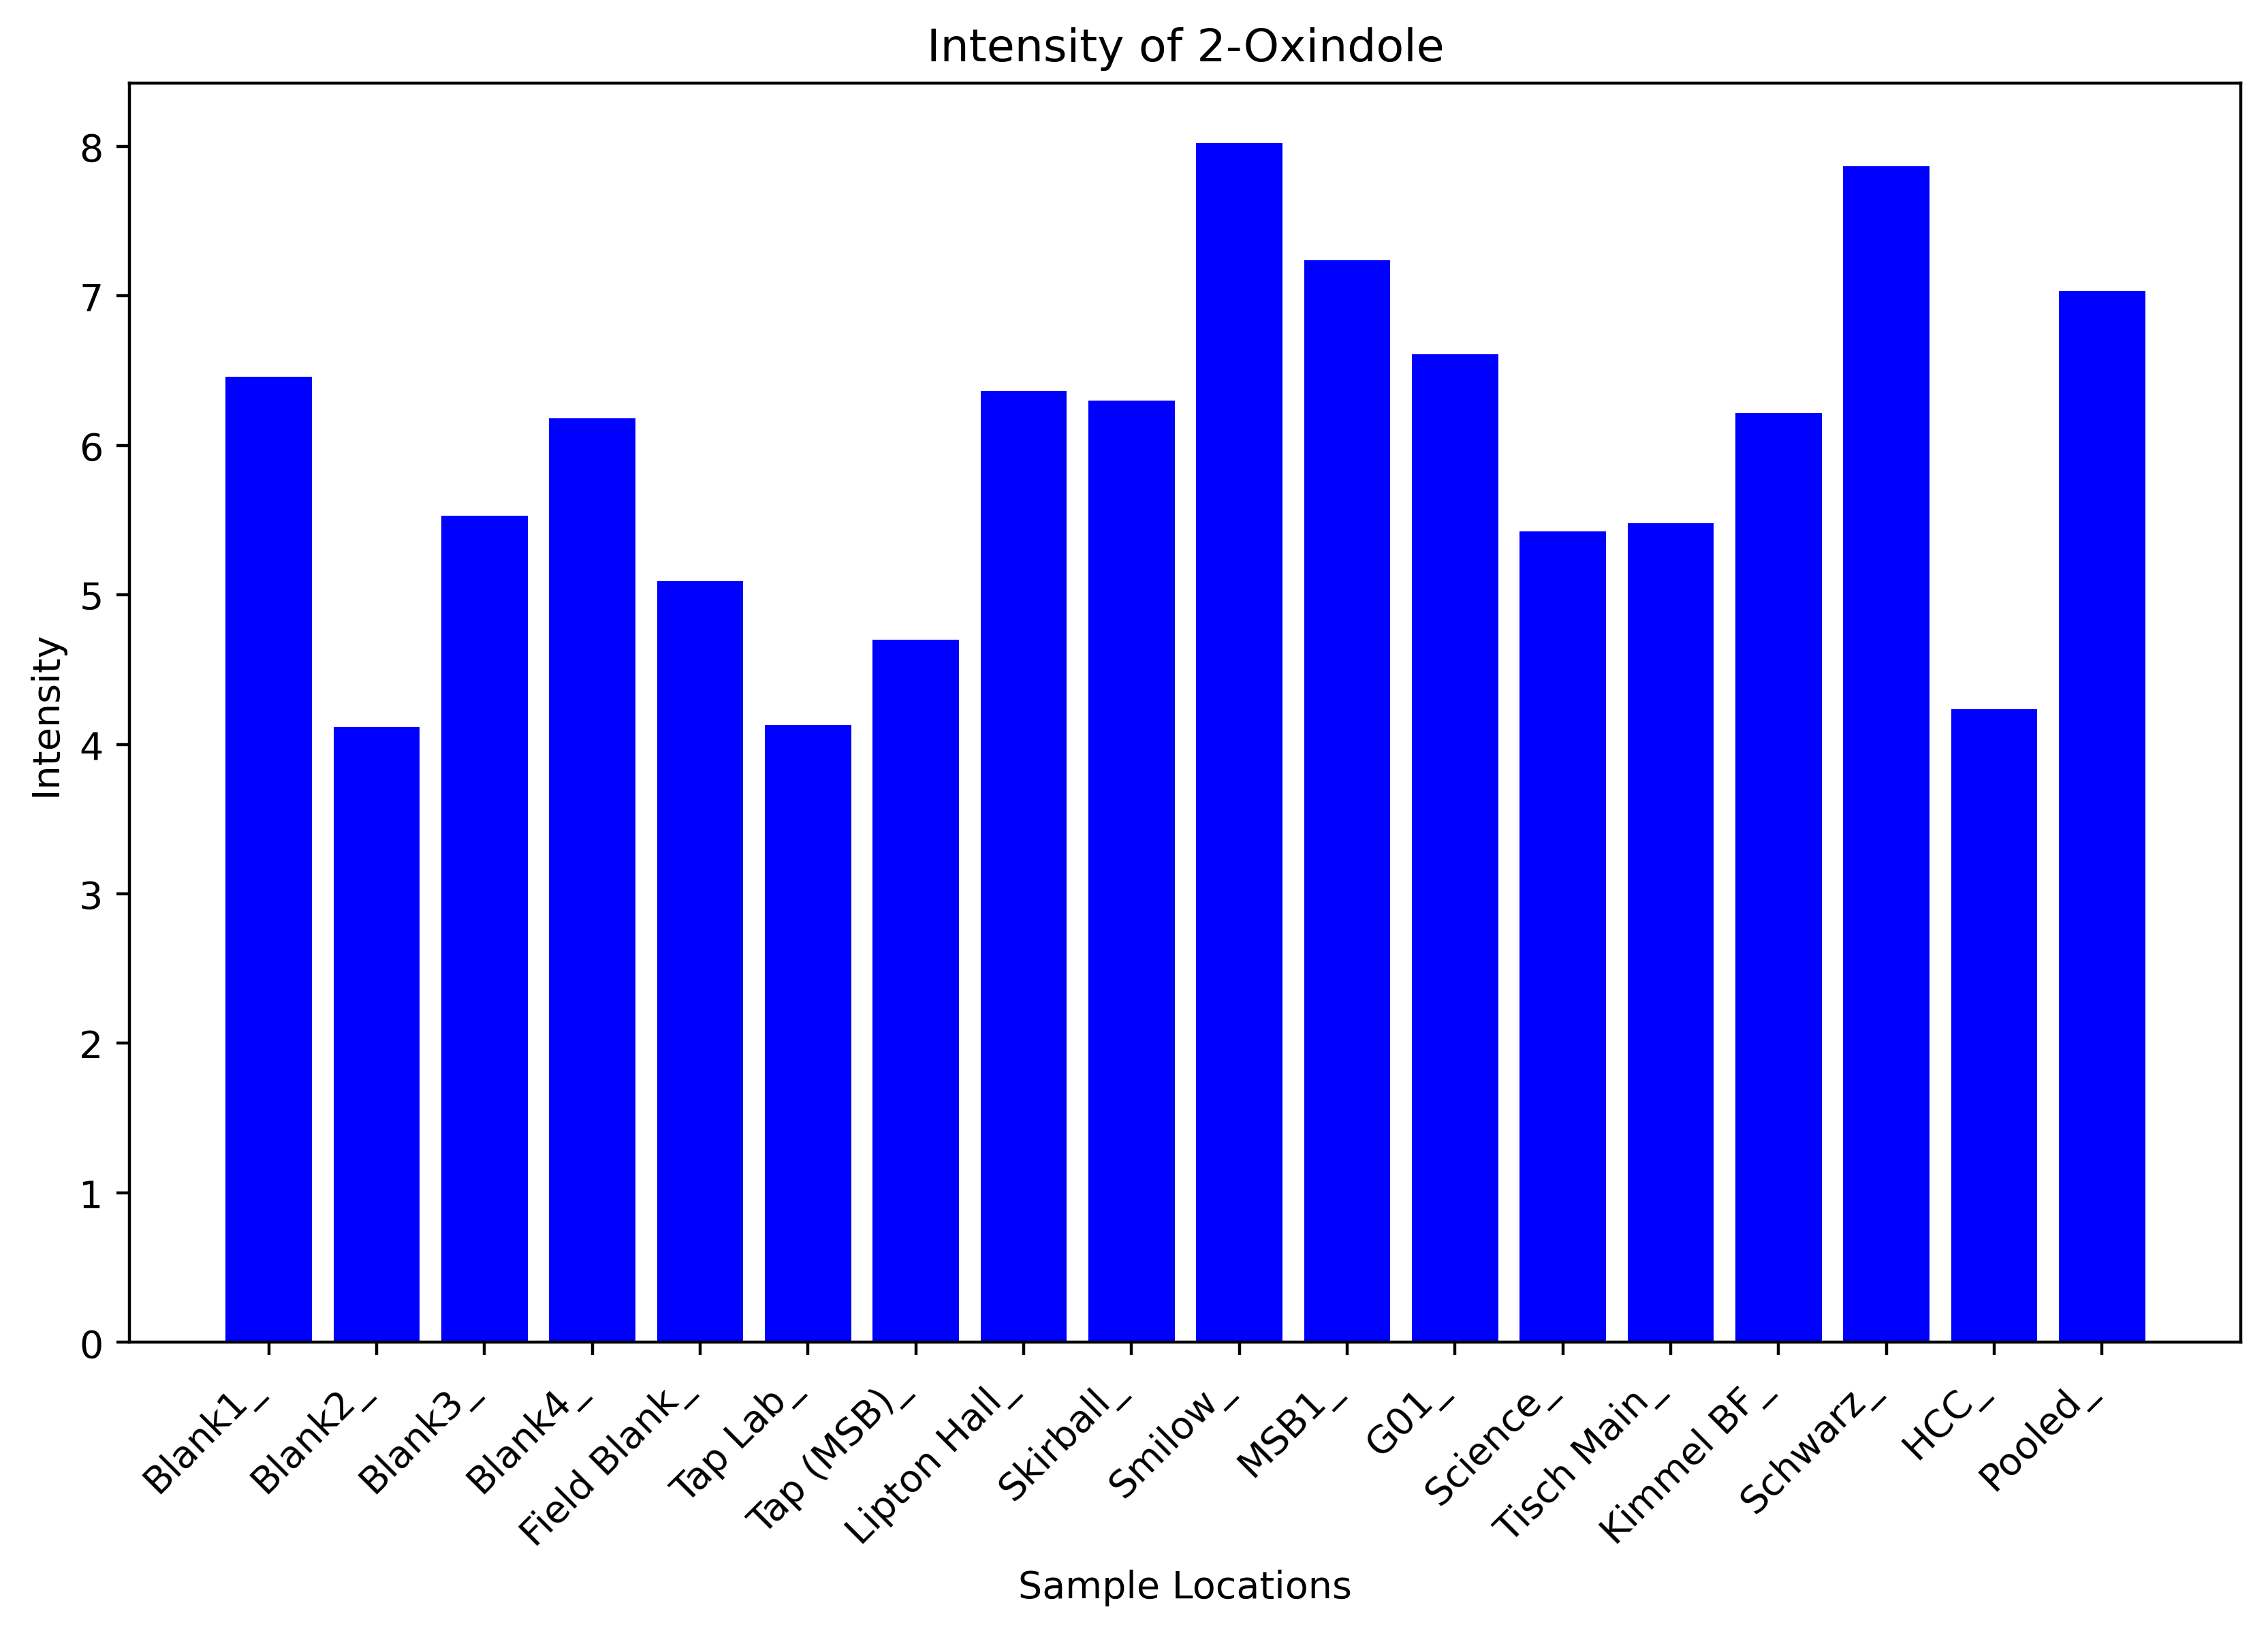 Intensity of 2-Oxindole
8
7
6
5
4
3
2
1
0
Intensity
Blank1_
Blank2_
Blank3_
Blank4_
Field Blank_
Tap Lab_
Tap (MSB)_
Lipton Hall_
Skirball_
Smilow_
MSB1_
G01_
Science_
Tisch Main_
Kimmel BF_
Schwarz_
HCC_
Pooled_
Sample Locations